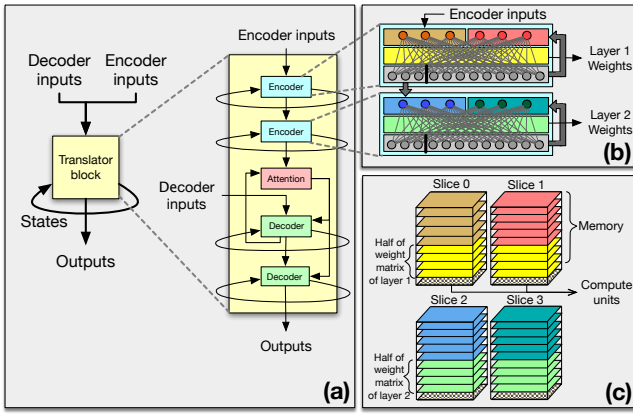 Decoder
inputs
Encoder
inputs
Translator
block
States
Outputs
Encoder inputs
Encoder
Encoder
Attention
Decoder
inputs
Decoder
Decoder
Outputs
(a)
Encoder inputs
Layer 1
Weights
Layer 2
Weights
(b)
Slice 0
Slice 1
Memory
Half of
weight
matrix
of layer 1
Compute
units
Slice 2
Slice 3
Half of
weight
matrix
of layer 2
(c)